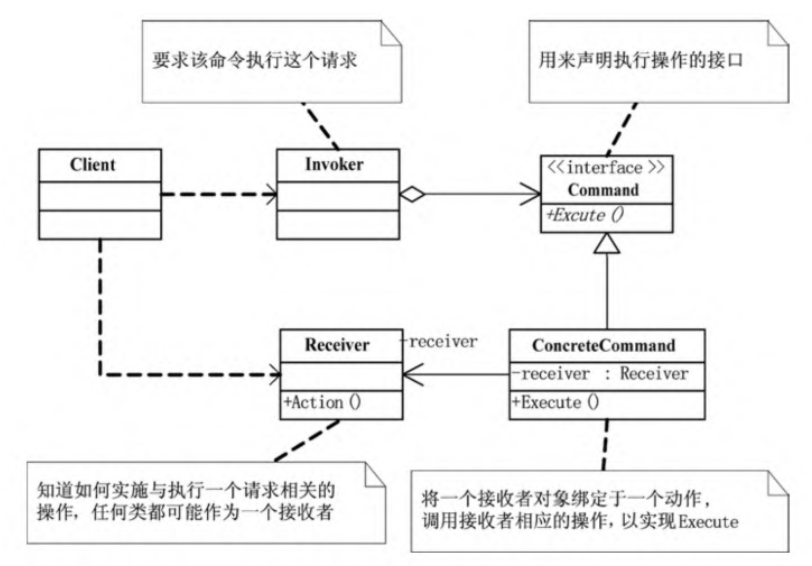 要求该命令执行这个请求
用来声明执行操作的接口
Client
Invoker
<<interface >>
Command
+Excute ()
Receiver
-receiver
ConcreteCommand
-receiver : Receiver
+Action ()
+Execute ()
知道如何实施与执行一个请求相关的
操作，任何类都可能作为一个接收者
将一个接收者对象绑定于一个动作，
调用接收者相应的操作，以实现Execute